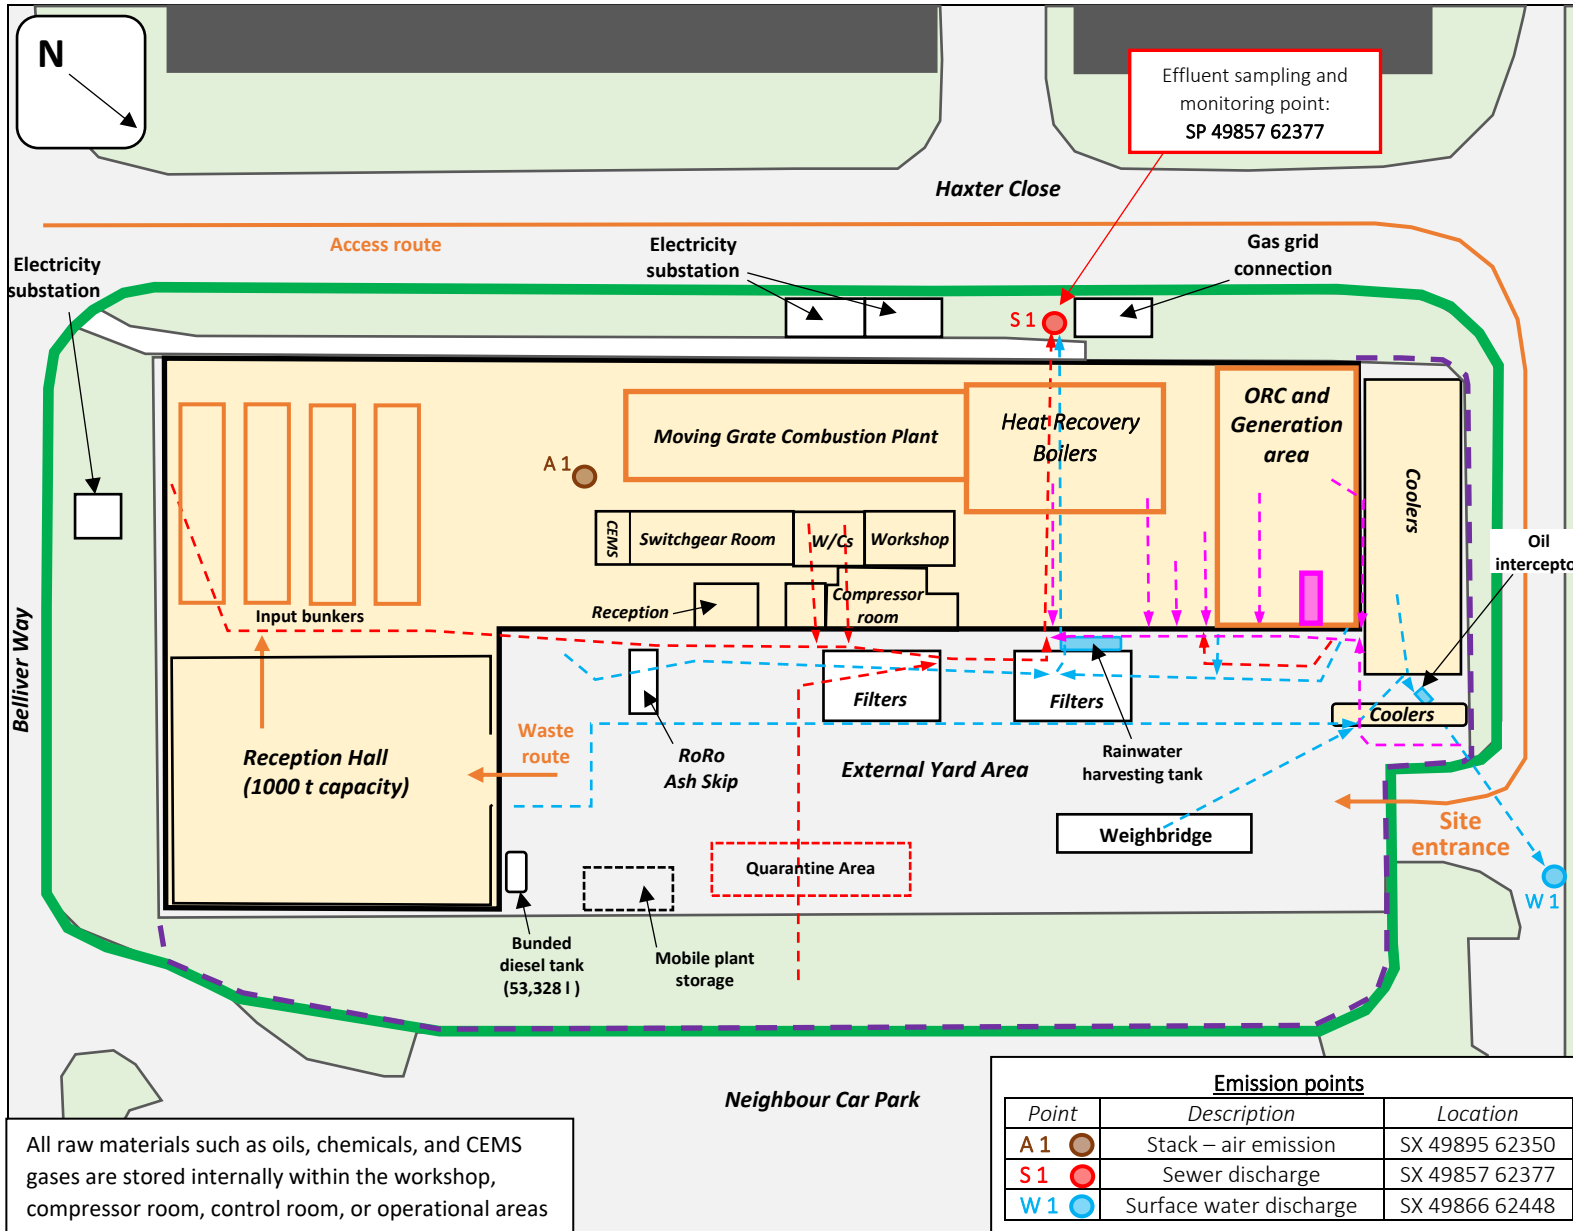 N
Effluent sampling and
monitoring point:
SP 49857 62377
Haxter Close
Access route
Electricity
substation
Electricity
substation
Gas grid
connection
S 1
Moving Grate Combustion Plant
Heat Recovery
Boilers
ORC and
Generation
area
Coolers
A 1
CEMS
Switchgear Room
W/Cs
Workshop
Oil
intercepto
Reception
Compressor
room
Input bunkers
Belliver Way
Filters
Filters
Coolers
Waste
route
Reception Hall
(1000 t capacity)
RoRo
Ash Skip
External Yard Area
Rainwater
harvesting tank
Weighbridge
Site
entrance
Quarantine Area
W 1
Bunded
diesel tank
(53,328 l )
Mobile plant
storage
Neighbour Car Park
All raw materials such as oils, chemicals, and CEMS
gases are stored internally within the workshop,
compressor room, control room, or operational areas
Emission points
Point Description Location
A 1 Stack – air emission SX 49895 62350
S 1 Sewer discharge SX 49857 62377
W 1 Surface water discharge SX 49866 62448